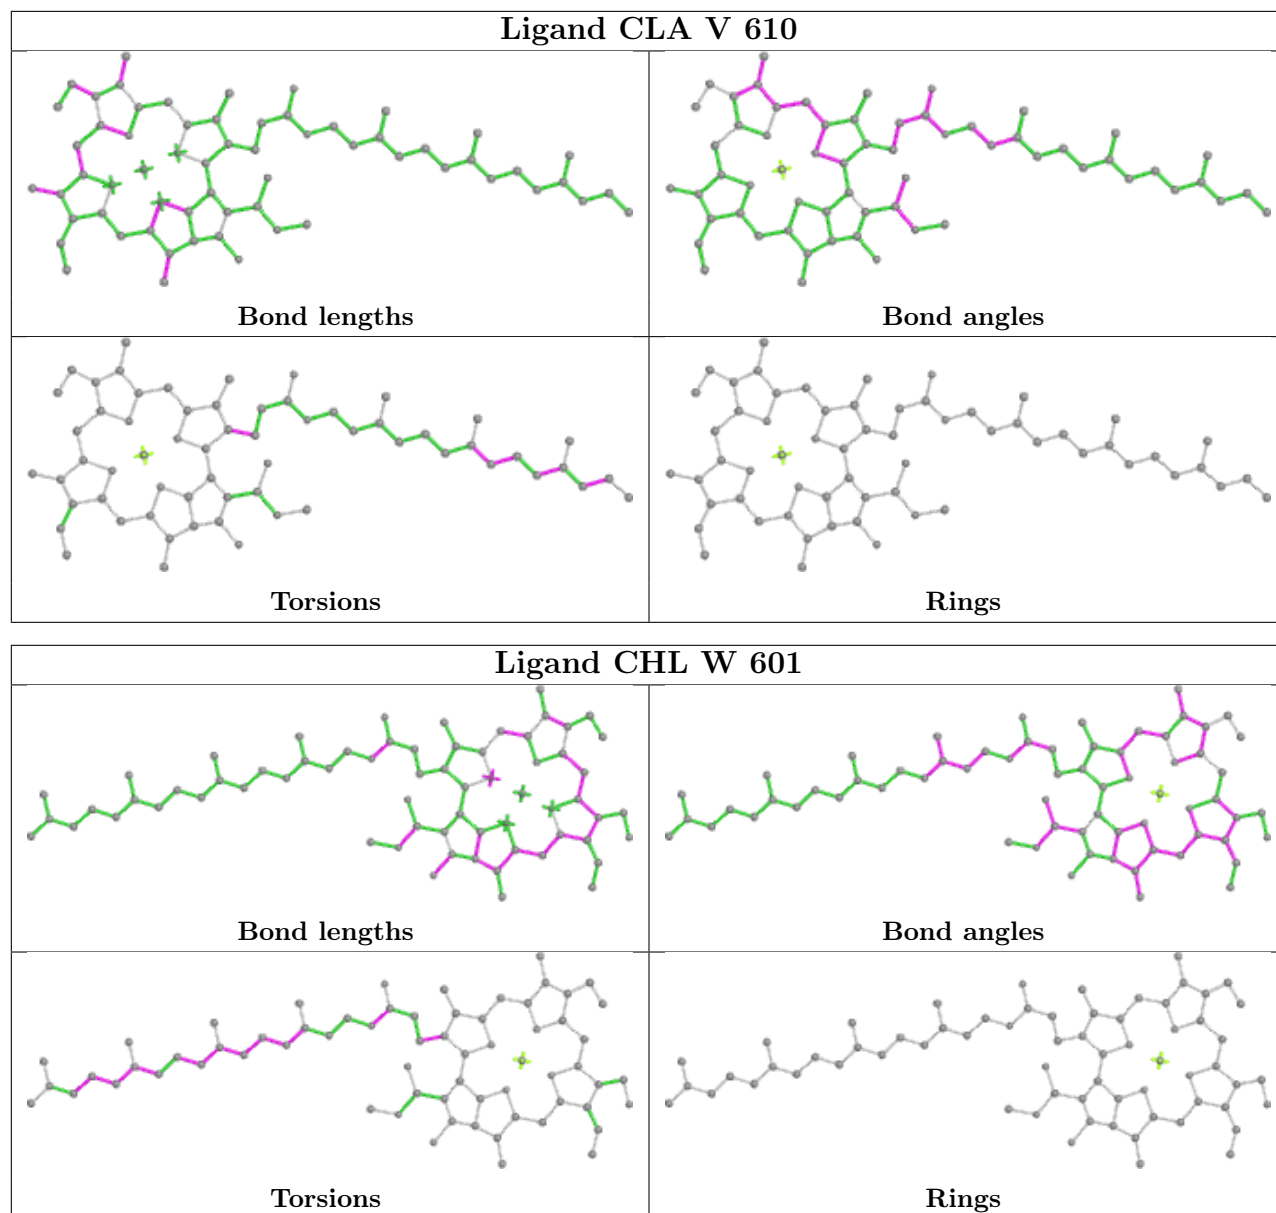 Ligand CLA V 610
Bond lengths
Bond angles
Torsions
Rings
Ligand CHL W 601
Bond lengths
Bond angles
Torsions
Rings